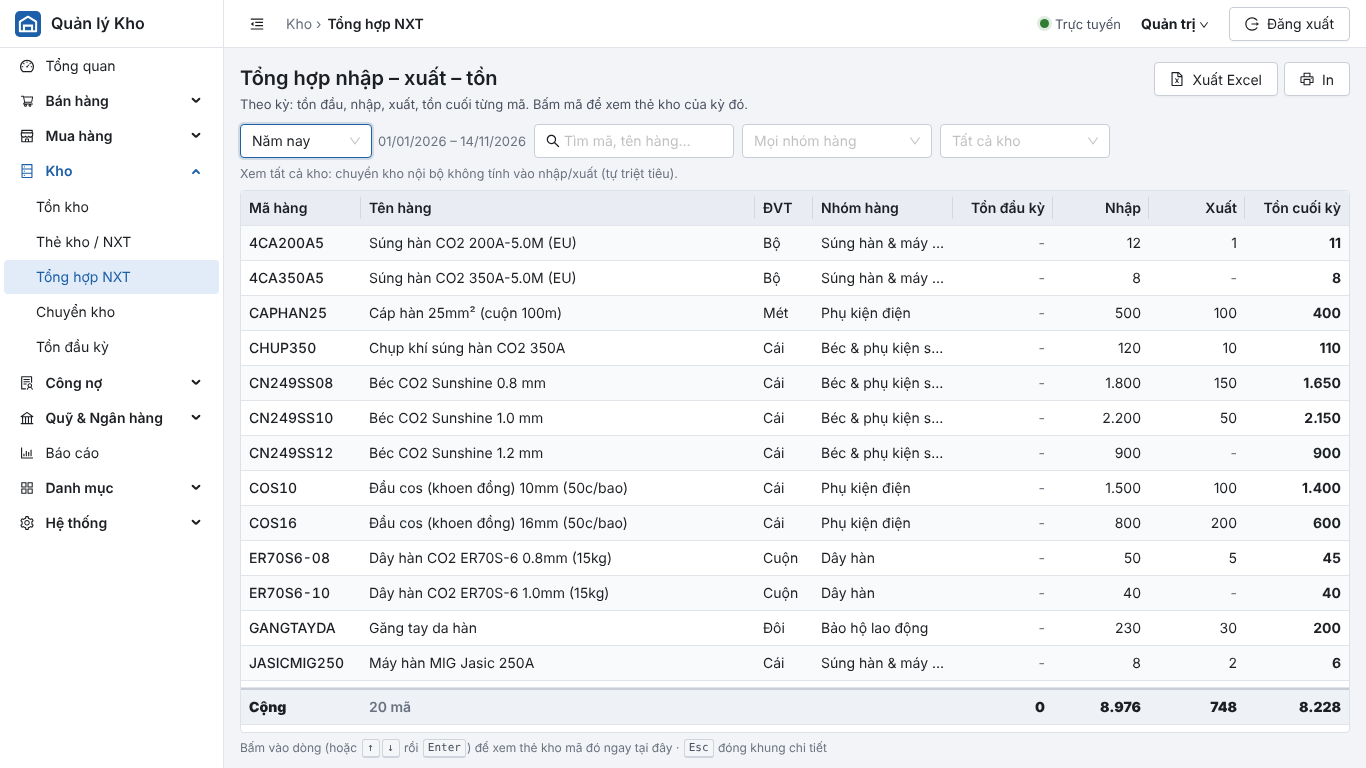 Quản lý Kho
Kho › Tổng hợp NXT
Trực tuyến
Quản trị
Đăng xuất
Tổng quan
Bán hàng
Mua hàng
Kho
Tồn kho
Thẻ kho / NXT
Tổng hợp NXT
Chuyển kho
Tồn đầu kỳ
Công nợ
Quỹ & Ngân hàng
Báo cáo
Danh mục
Hệ thống
Tổng hợp nhập – xuất – tồn
Theo kỳ: tồn đầu, nhập, xuất, tồn cuối từng mã. Bấm mã để xem thẻ kho của kỳ đó.
Xuất Excel
In
Năm nay 01/01/2026 – 14/11/2026 Tìm mã, tên hàng... Mọi nhóm hàng Tất cả kho
Xem tất cả kho: chuyển kho nội bộ không tính vào nhập/xuất (tự triệt tiêu).
Mã hàng Tên hàng ĐVT Nhóm hàng Tồn đầu kỳ Nhập Xuất Tồn cuối kỳ
4CA200A5 Súng hàn CO2 200A-5.0M (EU) Bộ Súng hàn & máy ... - 12 1 11
4CA350A5 Súng hàn CO2 350A-5.0M (EU) Bộ Súng hàn & máy ... - 8 - 8
CAPHAN25 Cáp hàn 25mm² (cuộn 100m) Mét Phụ kiện điện - 500 100 400
CHUP350 Chụp khí súng hàn CO2 350A Cái Béc & phụ kiện s... - 120 10 110
CN249SS08 Béc CO2 Sunshine 0.8 mm Cái Béc & phụ kiện s... - 1.800 150 1.650
CN249SS10 Béc CO2 Sunshine 1.0 mm Cái Béc & phụ kiện s... - 2.200 50 2.150
CN249SS12 Béc CO2 Sunshine 1.2 mm Cái Béc & phụ kiện s... - 900 - 900
COS10 Đầu cos (khoen đồng) 10mm (50c/bao) Cái Phụ kiện điện - 1.500 100 1.400
COS16 Đầu cos (khoen đồng) 16mm (50c/bao) Cái Phụ kiện điện - 800 200 600
ER70S6-08 Dây hàn CO2 ER70S-6 0.8mm (15kg) Cuộn Dây hàn - 50 5 45
ER70S6-10 Dây hàn CO2 ER70S-6 1.0mm (15kg) Cuộn Dây hàn - 40 - 40
GANGTAYDA Găng tay da hàn Đôi Bảo hộ lao động - 230 30 200
JASICMIG250 Máy hàn MIG Jasic 250A Cái Súng hàn & máy ... - 8 2 6
Cộng 20 mã 0 8.976 748 8.228
Bấm vào dòng (hoặc ↑ ↓ rồi Enter) để xem thẻ kho mã đó ngay tại đây · Esc đóng khung chi tiết